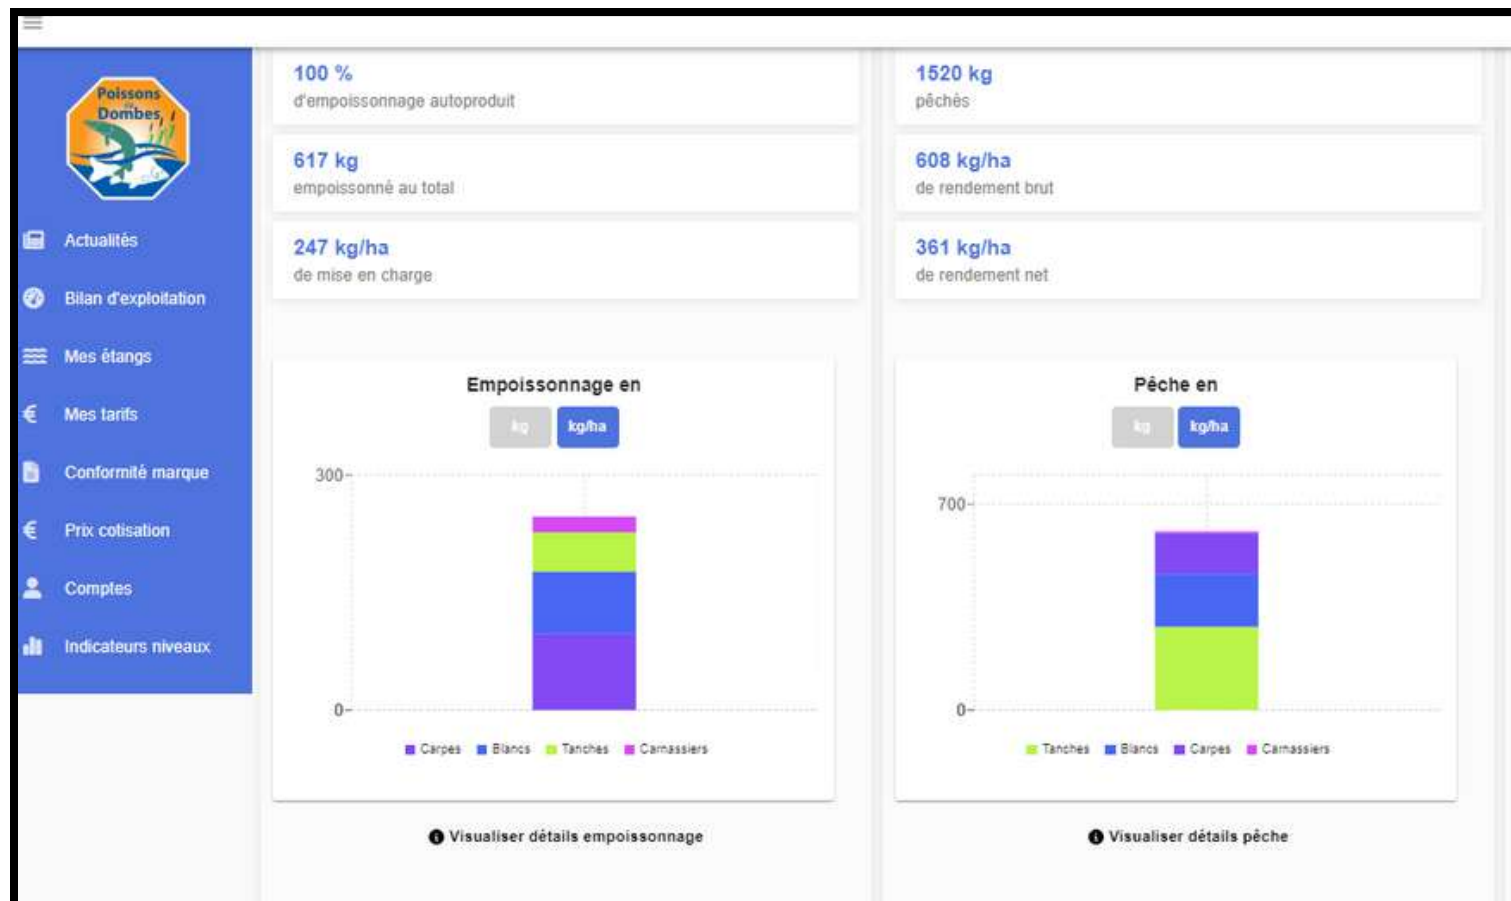 Poissons
de
Dombes
Actualités
Bilan d'exploitation
Mes étangs
Mes tarifs
Conformité marque
Prix cotisation
Comptes
Indicateurs niveaux
100 %
d'empoissonnage autoproduit
617 kg
empoissonné au total
247 kg/ha
de mise en charge
Empoissonnage en
kg kg/ha
300
0
Carpes Blancs Tanches Carnassiers
Visualiser détails empoissonnage
1520 kg
pêchés
608 kg/ha
de rendement brut
361 kg/ha
de rendement net
Pêche en
kg kg/ha
700
0
Tanches Blancs Carpes Carnassiers
Visualiser détails pêche